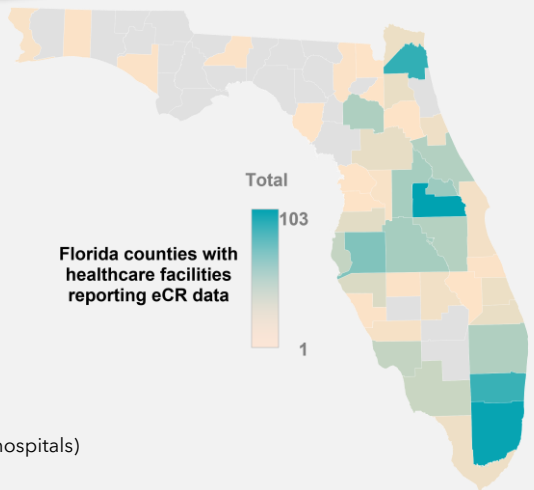 Total
103
Florida counties with
healthcare facilities
reporting eCR data
1
hospitals)